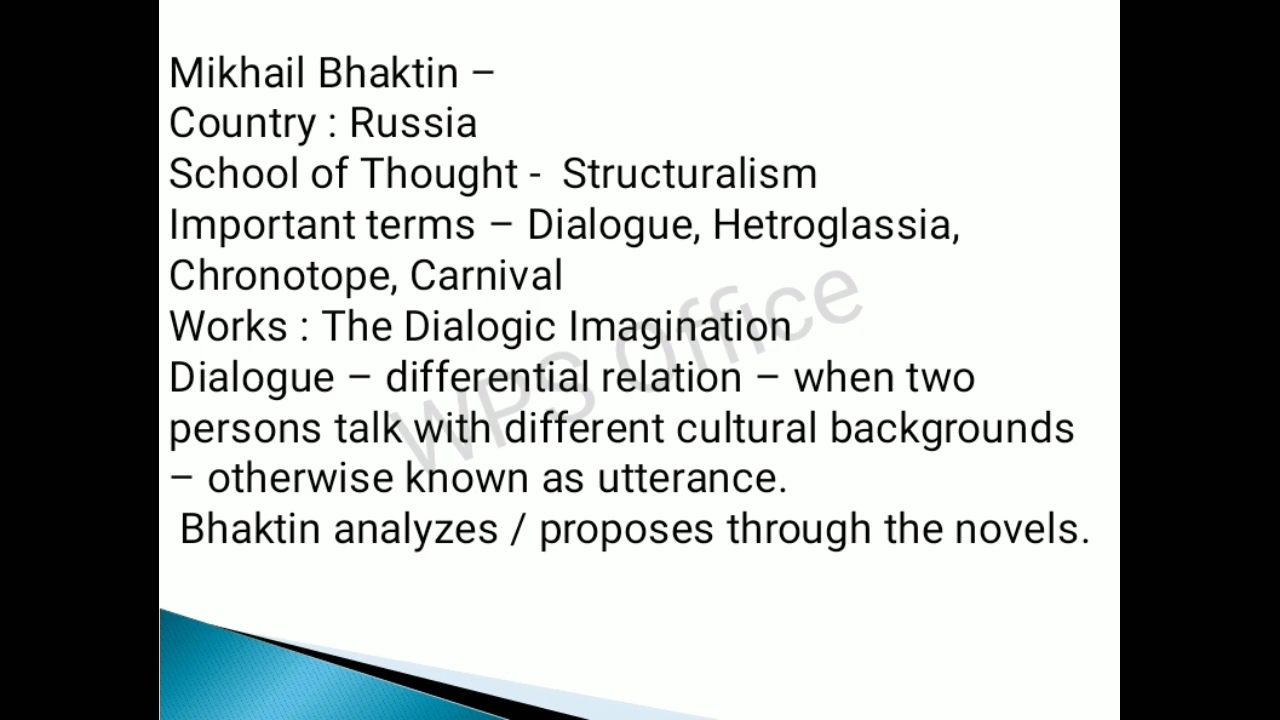 Mikhail Bhaktin –
Country : Russia
School of Thought - Structuralism
Important terms – Dialogue, Hetroglassia,
Chronotope, Carnival
Works : The Dialogic Imagination
Dialogue – differential relation – when two
persons talk with different cultural backgrounds
– otherwise known as utterance.
Bhaktin analyzes / proposes through the novels.
WPS Office